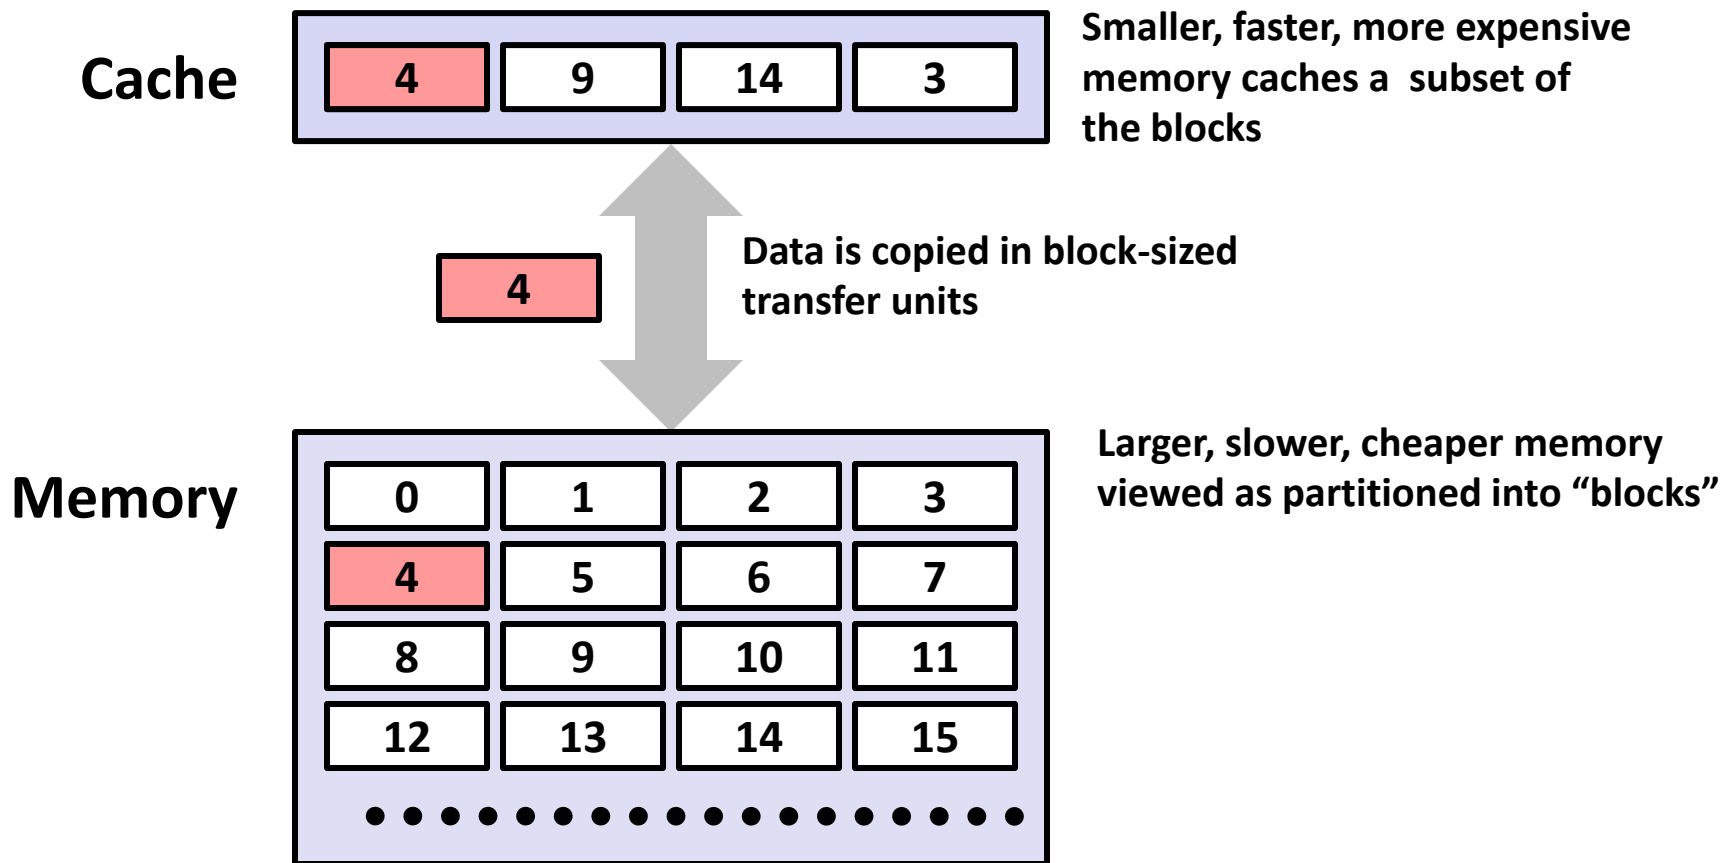 Cache
4 9 14 3
Smaller, faster, more expensive
memory caches a subset of
the blocks
4
Data is copied in block-sized
transfer units
Memory
0 1 2 3
4 5 6 7
8 9 10 11
12 13 14 15
Larger, slower, cheaper memory
viewed as partitioned into “blocks”